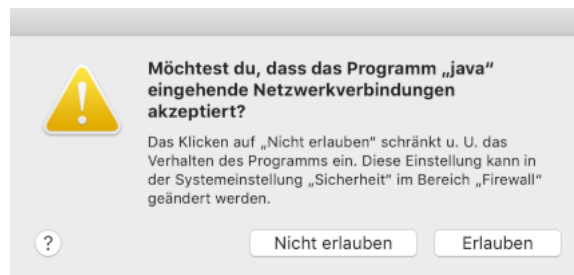 Möchtest du, dass das Programm „java“
eingehende Netzwerkverbindungen
akzeptiert?
Das Klicken auf „Nicht erlauben“ schränkt u. U. das
Verhalten des Programms ein. Diese Einstellung kann in
der Systemeinstellung „Sicherheit“ im Bereich „Firewall“
geändert werden.
? Nicht erlauben Erlauben